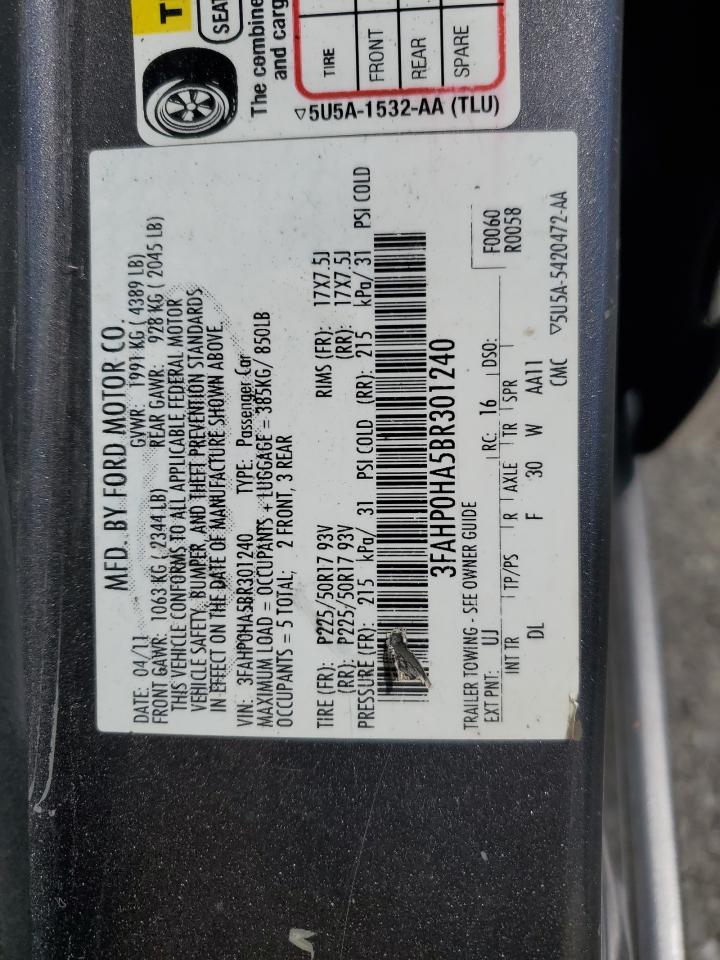 T
SEAT
The combine
and carg
TIRE
FRONT
REAR
SPARE
▽5U5A-1532-AA (TLU)
MFD. BY FORD MOTOR CO.
DATE: 04/11 GVWR: 1991 KG ( 4389 LB)
FRONT GAWR: 1063 KG ( 2344 LB) REAR GAWR: 928 KG ( 2045 LB)
THIS VEHICLE CONFORMS TO ALL APPLICABLE FEDERAL MOTOR
VEHICLE SAFETY, BUMPER, AND THEFT PREVENTION STANDARDS
IN EFFECT ON THE DATE OF MANUFACTURE SHOWN ABOVE
VIN: 3FAHP0HA5BR301240 TYPE: Passenger Car
MAXIMUM LOAD = OCCUPANTS + LUGGAGE = 385KG/ 850LB
OCCUPANTS = 5 TOTAL; 2 FRONT, 3 REAR
TIRE (FR): P225/50R17 93V RIMS (FR): 17X7.5J
(RR): P225/50R17 93V (RR): 17X7.5J
PRESSURE (FR): 215 kPa/ 31 PSI COLD (RR): 215 kPa/ 31 PSI COLD
3FAHP0HA5BR301240
TRAILER TOWING - SEE OWNER GUIDE
EXT PNT: UJ RC: 16 DSO: F0060
R0058
INT TR TP/PS R AXLE TR SPR
DL F 30 W AA11
CMC ▽5U5A-5420472-AA